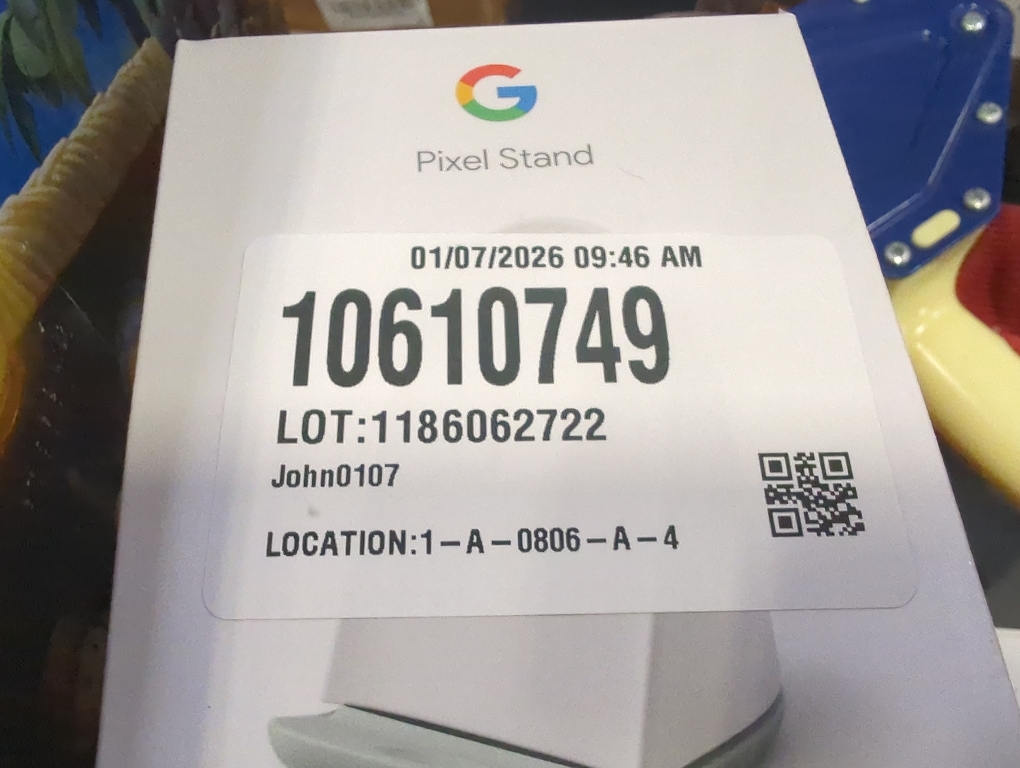 G
Pixel Stand
01/07/2026 09:46 AM
10610749
LOT:1186062722
John0107
LOCATION:1-A-0806-A-4